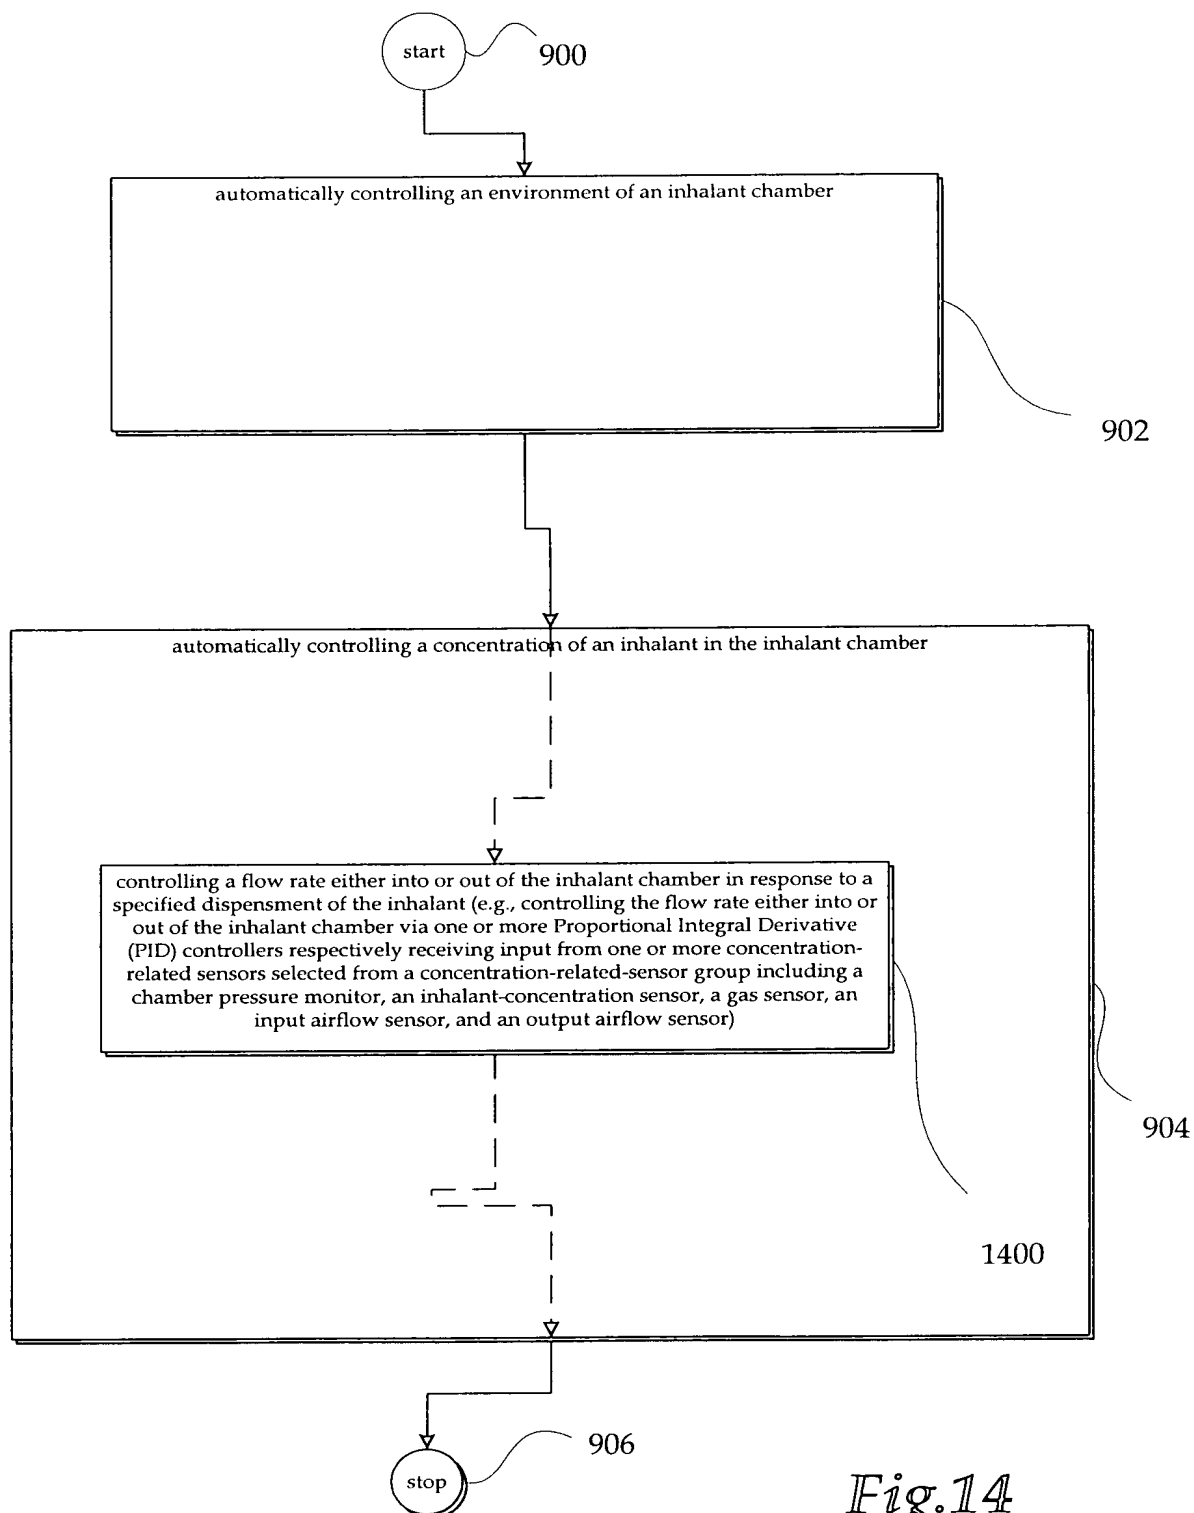 start
900
automatically controlling an environment of an inhalant chamber
902
automatically controlling a concentration of an inhalant in the inhalant chamber
controlling a flow rate either into or out of the inhalant chamber in response to a
specified dispensment of the inhalant (e.g., controlling the flow rate either into or
out of the inhalant chamber via one or more Proportional Integral Derivative
(PID) controllers respectively receiving input from one or more concentration-
related sensors selected from a concentration-related-sensor group including a
chamber pressure monitor, an inhalant-concentration sensor, a gas sensor, an
input airflow sensor, and an output airflow sensor)
904
1400
906
stop
Fig.14